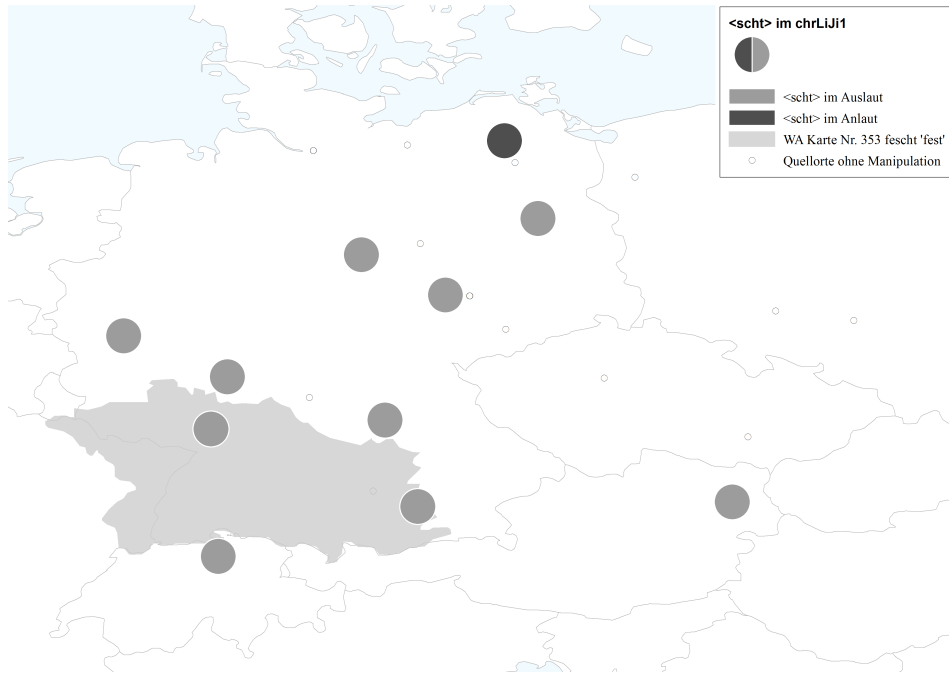 <scht> im chrLiJi1
<scht> im Auslaut
<scht> im Anlaut
WA Karte Nr. 353 fescht 'fest'
Quellorte ohne Manipulation